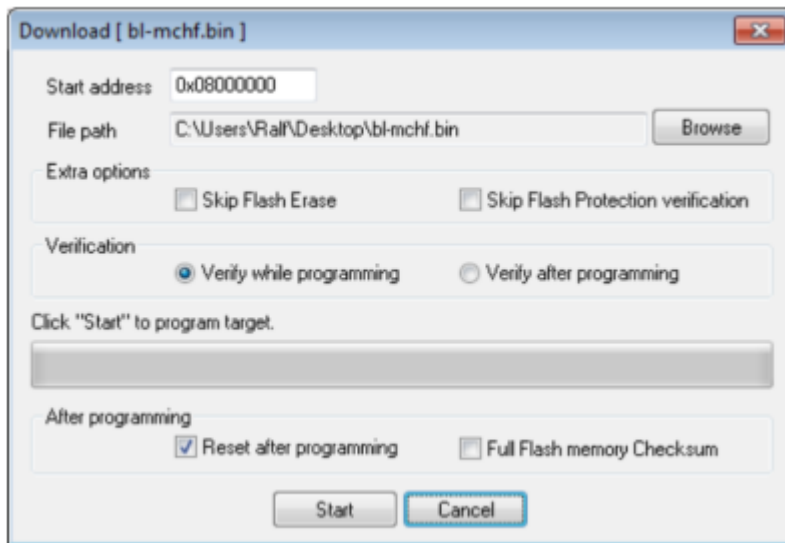 Download [ bl-mchf.bin ]
Start address 0x08000000
File path C:\Users\Ralf\Desktop\bl-mchf.bin Browse
Extra options
Skip Flash Erase Skip Flash Protection verification
Verification
Verify while programming Verify after programming
Click "Start" to program target.
After programming
Reset after programming Full Flash memory Checksum
Start Cancel